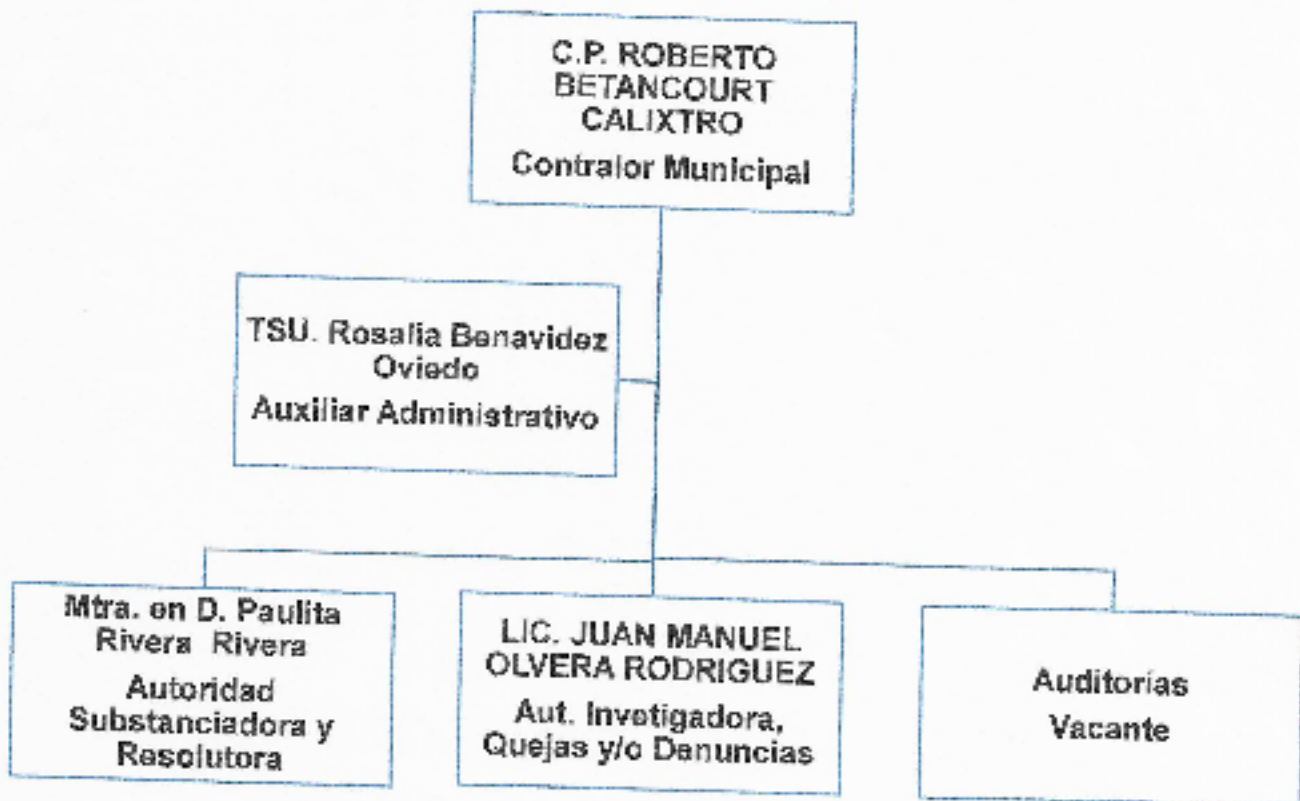 C.P. ROBERTO
BETANCOURT
CALIXTRO
Contralor Municipal
TSU. Rosalia Benavidez
Oviedo
Auxiliar Administrativo
Mtra. en D. Paulita
Rivera Rivera
Autoridad
Substanciadora y
Resolutora
LIC. JUAN MANUEL
OLVERA RODRIGUEZ
Aut. Invetigadora,
Quejas y/o Denuncias
Auditorías
Vacante